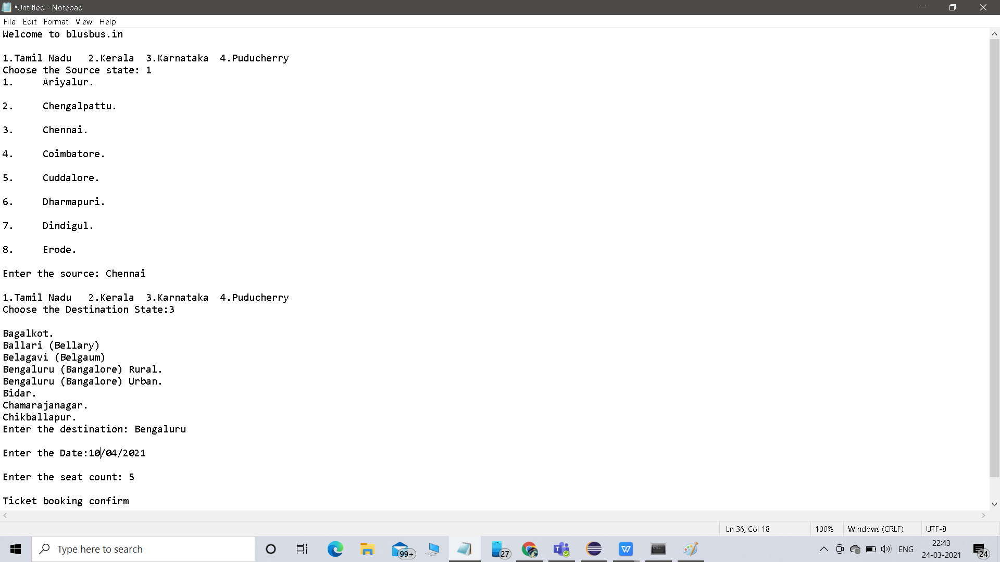 *Untitled - Notepad
File Edit Format View Help
Welcome to blusbus.in
1.Tamil Nadu 2.Kerala 3.Karnataka 4.Puducherry
Choose the Source state: 1
1. Ariyalur.
2. Chengalpattu.
3. Chennai.
4. Coimbatore.
5. Cuddalore.
6. Dharmapuri.
7. Dindigul.
8. Erode.
Enter the source: Chennai
1.Tamil Nadu 2.Kerala 3.Karnataka 4.Puducherry
Choose the Destination State:3
Bagalkot.
Ballari (Bellary)
Belagavi (Belgaum)
Bengaluru (Bangalore) Rural.
Bengaluru (Bangalore) Urban.
Bidar.
Chamarajanagar.
Chikballapur.
Enter the destination: Bengaluru
Enter the Date:10/04/2021
Enter the seat count: 5
Ticket booking confirm
Ln 36, Col 18 100% Windows (CRLF) UTF-8
Type here to search
99+
27
W
ENG
22:43
24-03-2021
24